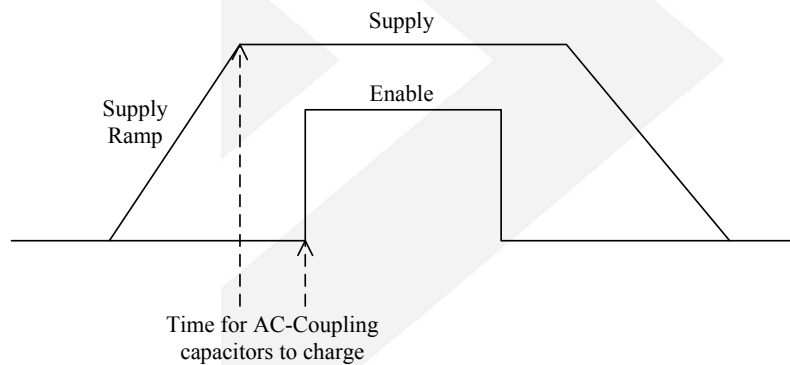 Supply
Enable
Supply
Ramp
Time for AC-Coupling
capacitors to charge